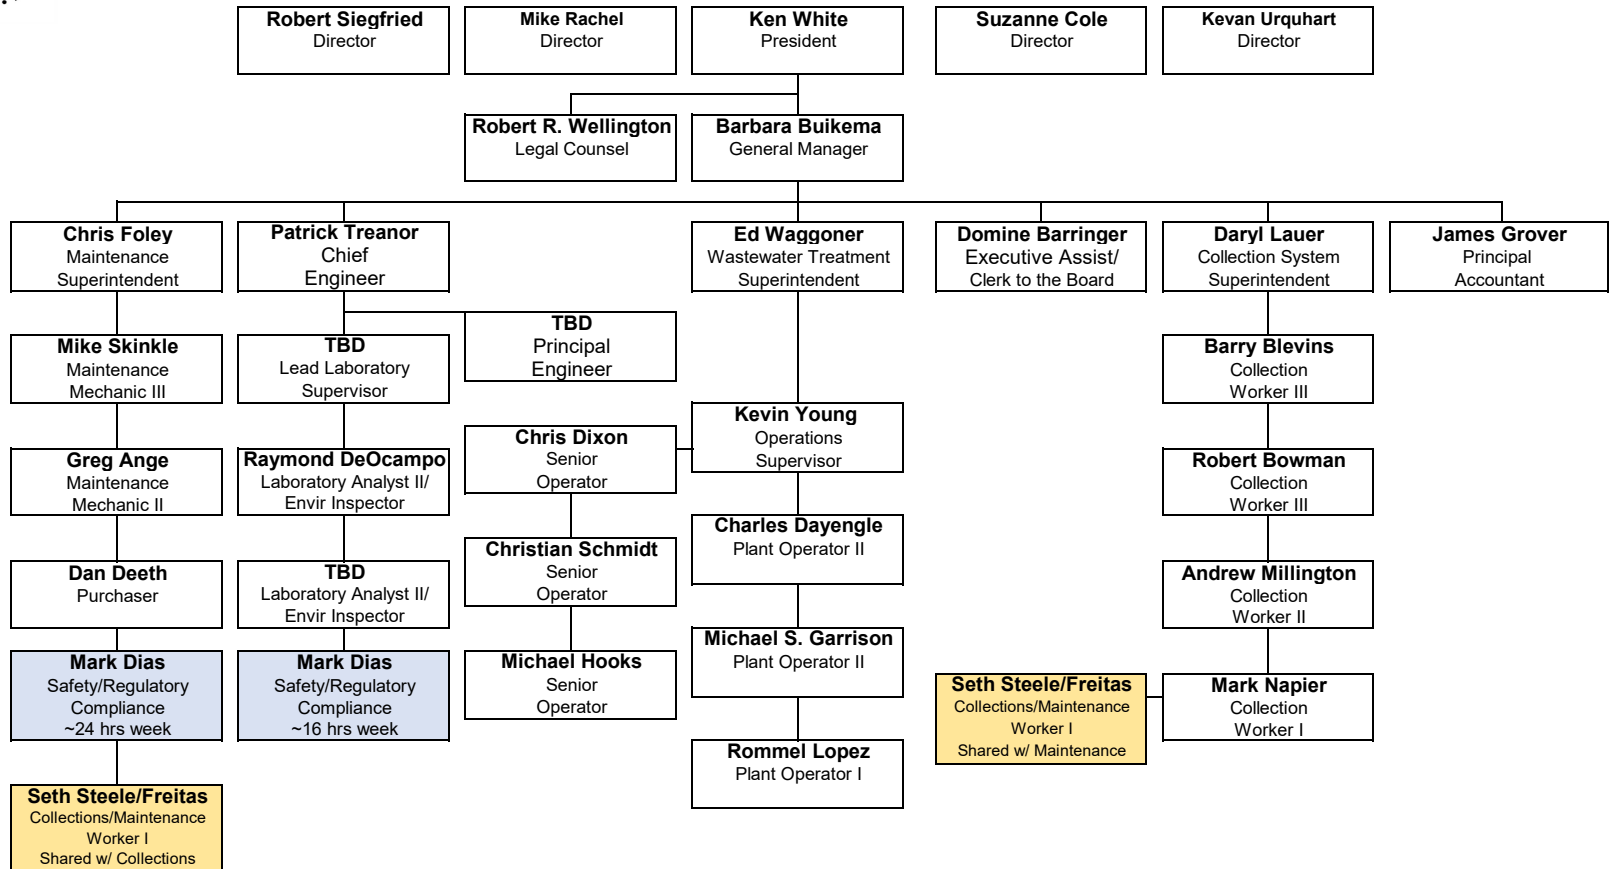 Robert Siegfried
Director
Mike Rachel
Director
Ken White
President
Suzanne Cole
Director
Kevan Urquhart
Director
Robert R. Wellington
Legal Counsel
Barbara Buikema
General Manager
Chris Foley
Maintenance
Superintendent
Patrick Treanor
Chief
Engineer
Ed Waggoner
Wastewater Treatment
Superintendent
Domine Barringer
Executive Assist/
Clerk to the Board
Daryl Lauer
Collection System
Superintendent
James Grover
Principal
Accountant
TBD
Principal
Engineer
Mike Skinkle
Maintenance
Mechanic III
TBD
Lead Laboratory
Supervisor
Barry Blevins
Collection
Worker III
Kevin Young
Operations
Supervisor
Chris Dixon
Senior
Operator
Greg Ange
Maintenance
Mechanic II
Raymond DeOcampo
Laboratory Analyst II/
Envir Inspector
Robert Bowman
Collection
Worker III
Charles Dayengle
Plant Operator II
Christian Schmidt
Senior
Operator
Dan Deeth
Purchaser
TBD
Laboratory Analyst II/
Envir Inspector
Andrew Millington
Collection
Worker II
Michael S. Garrison
Plant Operator II
Mark Dias
Safety/Regulatory
Compliance
~24 hrs week
Mark Dias
Safety/Regulatory
Compliance
~16 hrs week
Michael Hooks
Senior
Operator
Seth Steele/Freitas
Collections/Maintenance
Worker I
Shared w/ Maintenance
Mark Napier
Collection
Worker I
Rommel Lopez
Plant Operator I
Seth Steele/Freitas
Collections/Maintenance
Worker I
Shared w/ Collections